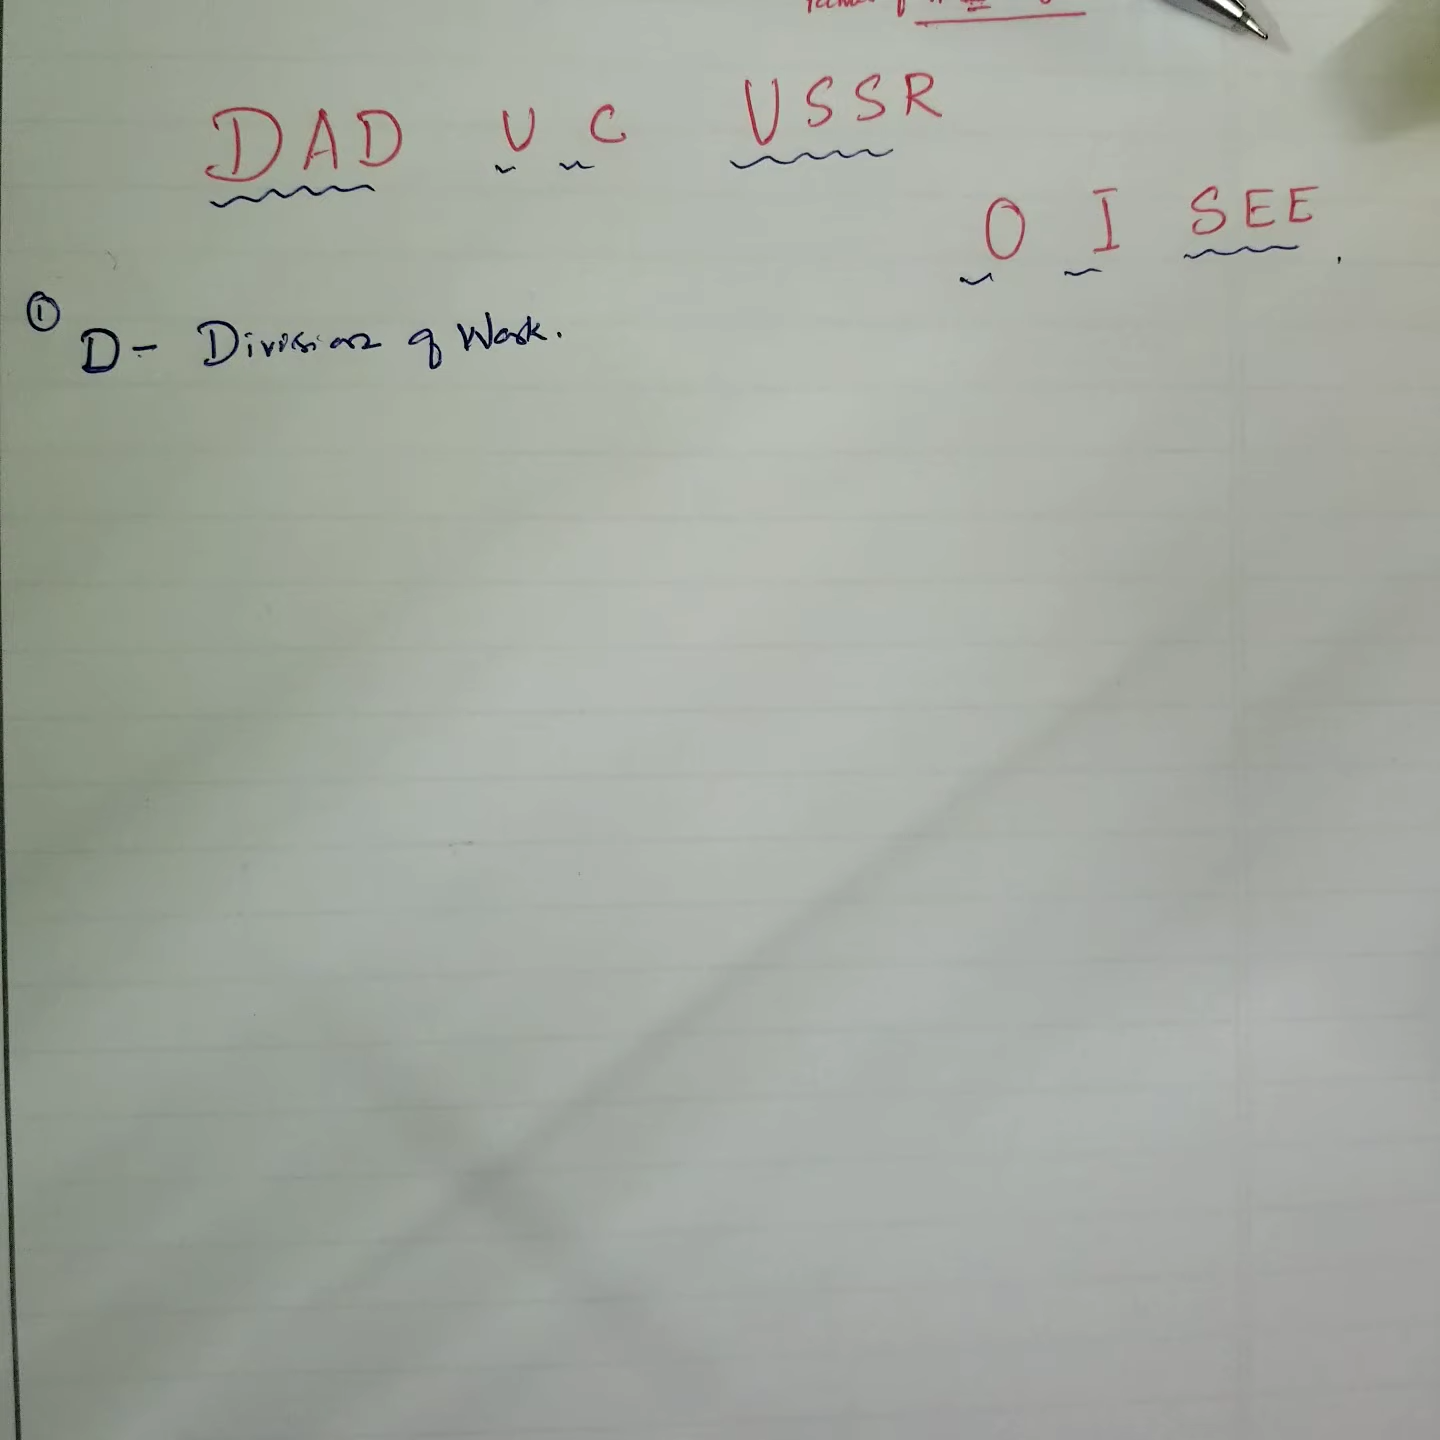 DAD U C USSR
O I SEE.
① D - Division of Work.